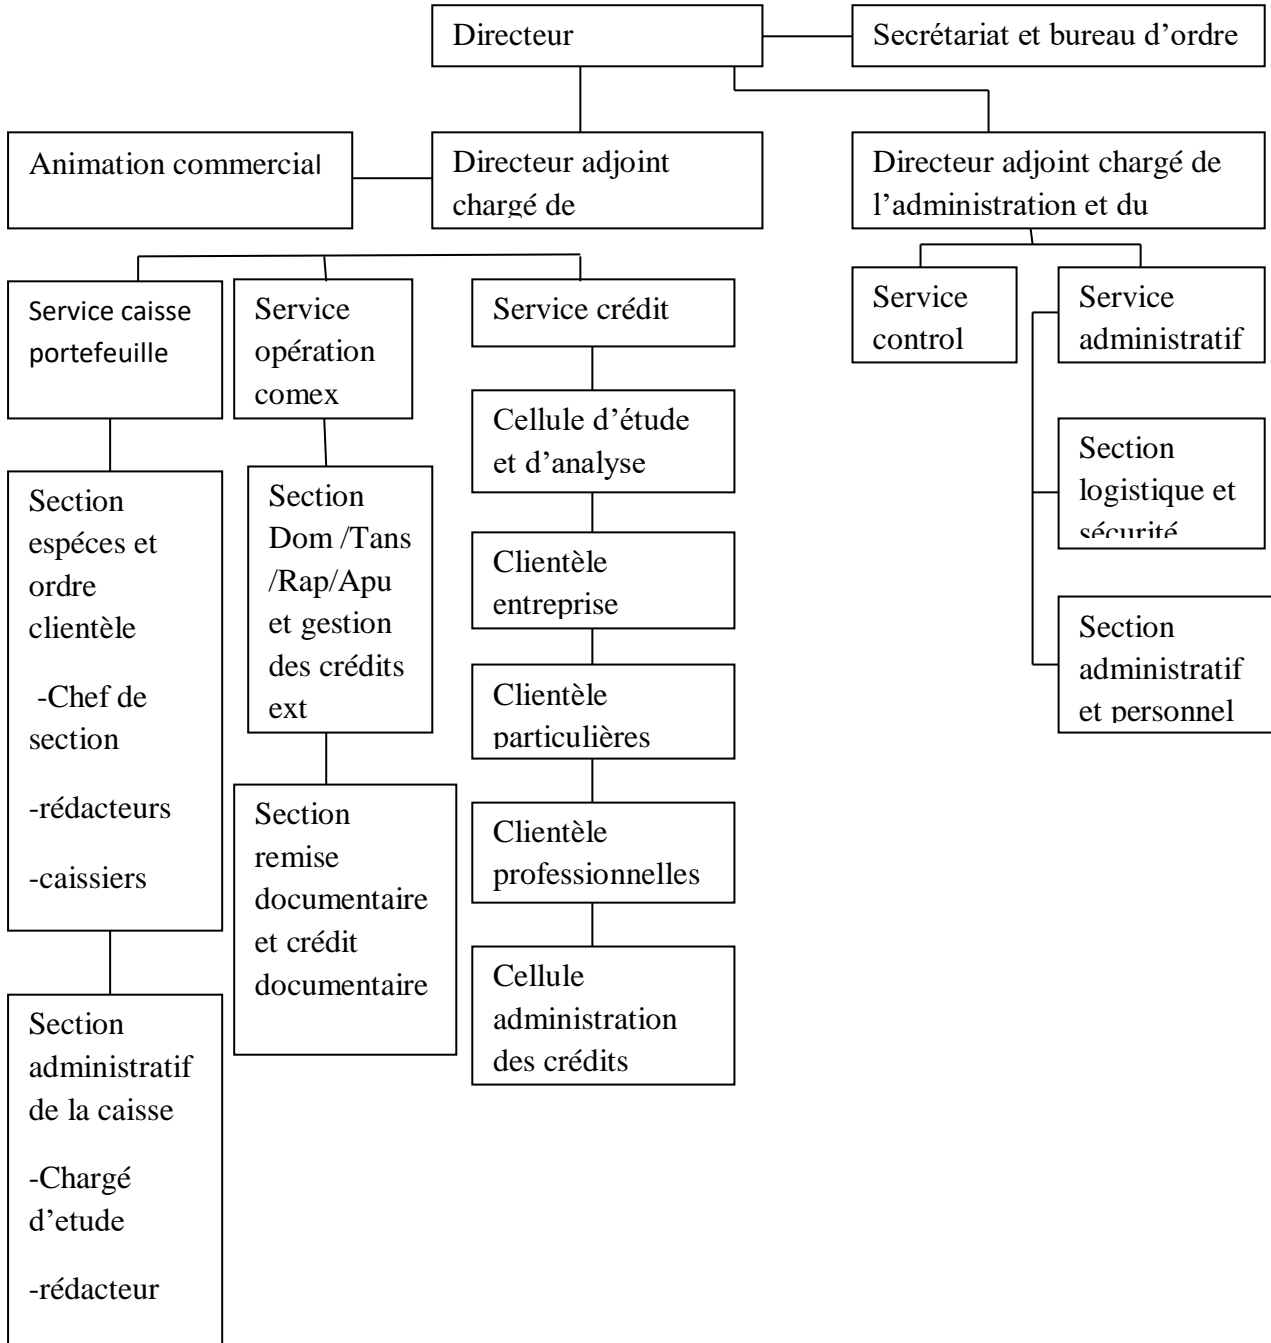 Directeur
Secrétariat et bureau d’ordre
Animation commercial
Directeur adjoint
chargé de
Directeur adjoint chargé de
l’administration et du
Service caisse
portefeuille
Service
opération
comex
Service crédit
Service
control
Service
administratif
Cellule d’étude
et d’analyse
Section
logistique et
sécurité
Section
espéces et
ordre
clientèle
-Chef de
section
-rédacteurs
-caissiers
Section
Dom /Tans
/Rap/Apu
et gestion
des crédits
ext
Clientèle
entreprise
Section
administratif
et personnel
Clientèle
particulières
Section
remise
documentaire
et crédit
documentaire
Clientèle
professionnelles
Cellule
administration
des crédits
Section
administratif
de la caisse
-Chargé
d’etude
-rédacteur